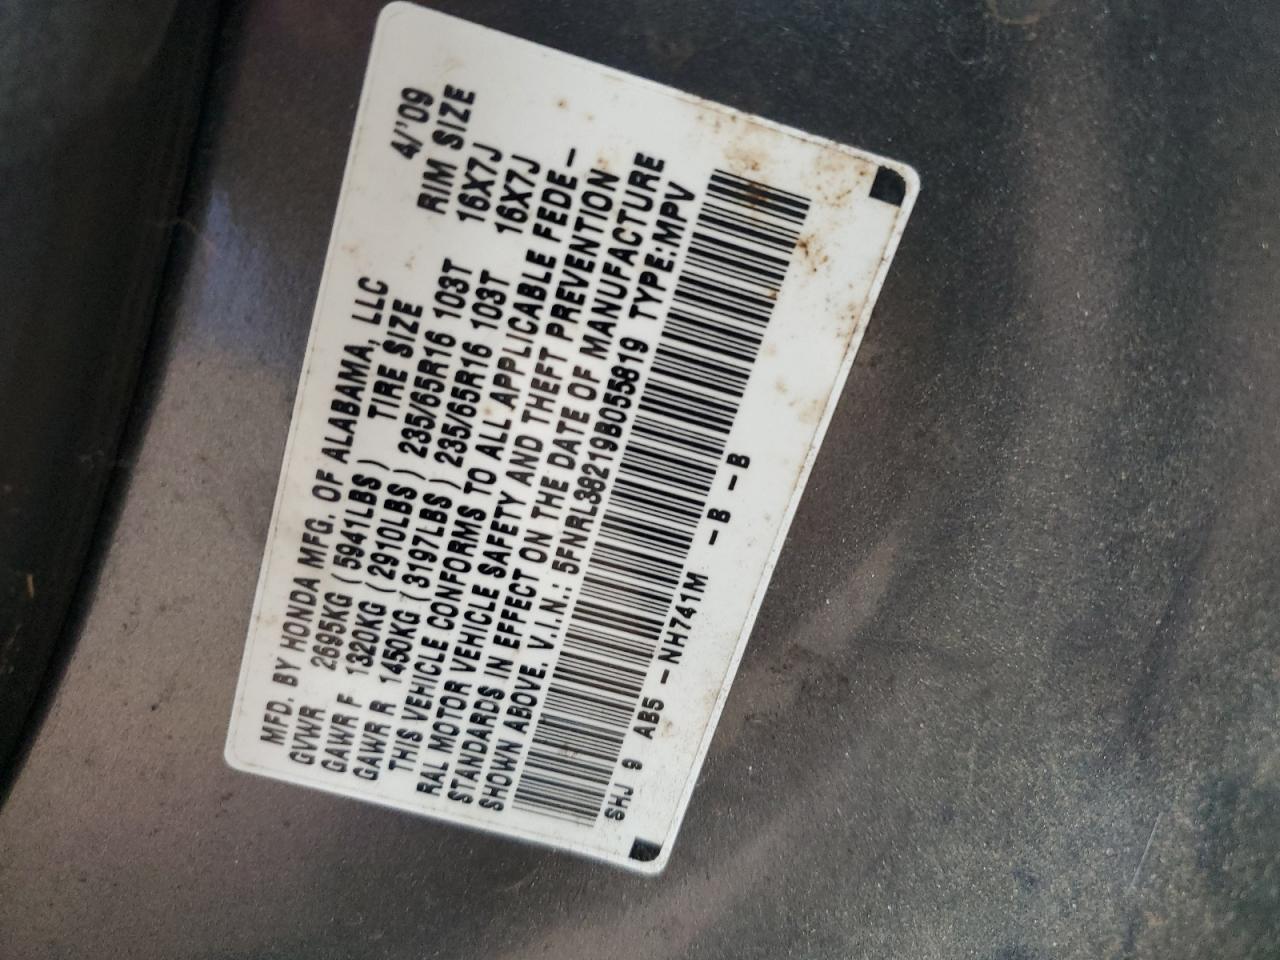 MFD. BY HONDA MFG. OF ALABAMA, LLC 4/'09
GVWR 2695KG (5941LBS) TIRE SIZE RIM SIZE
GAWR F 1320KG (2910LBS) 235/65R16 103T 16X7J
GAWR R 1450KG (3197LBS) 235/65R16 103T 16X7J
THIS VEHICLE CONFORMS TO ALL APPLICABLE FEDE-
RAL MOTOR VEHICLE SAFETY AND THEFT PREVENTION
STANDARDS IN EFFECT ON THE DATE OF MANUFACTURE
SHOWN ABOVE. V.I.N.: 5FNRL38219B055819 TYPE:MPV
SHJ 9 AB5 -NH741M -B -B